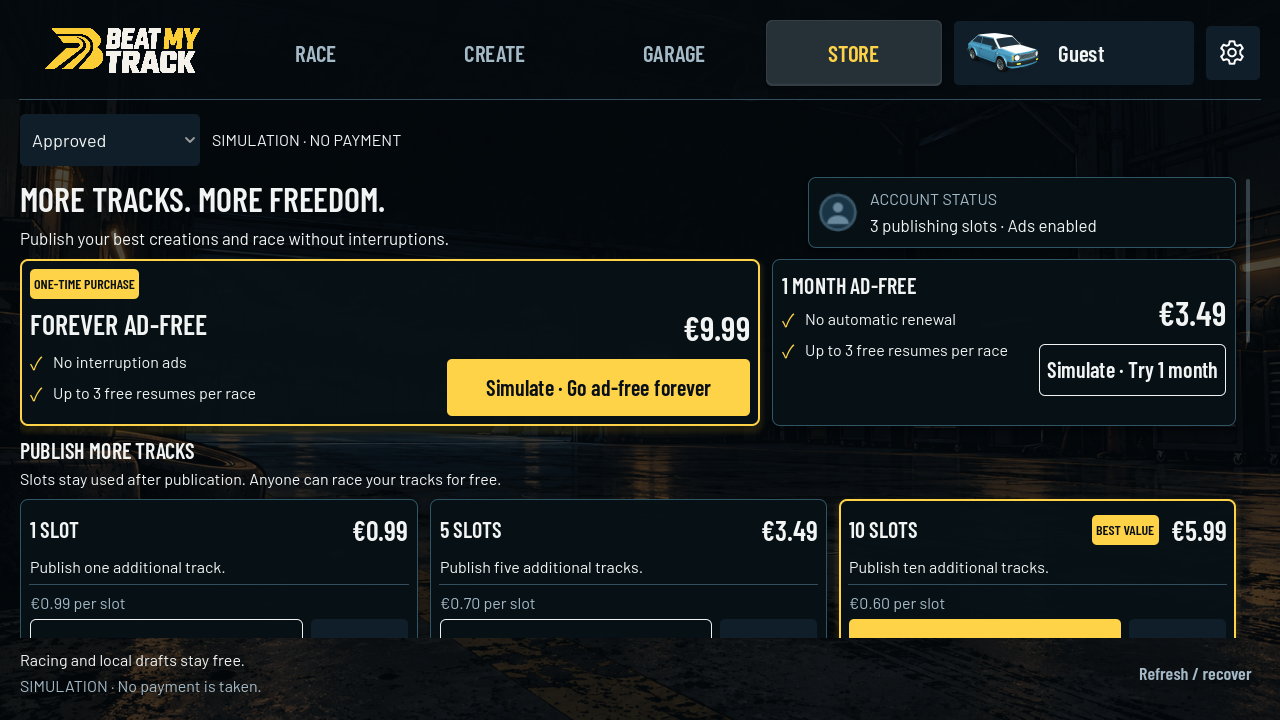 BEAT MY
TRACK
RACE
CREATE
GARAGE
STORE
Guest
Approved
SIMULATION · NO PAYMENT
MORE TRACKS. MORE FREEDOM.
Publish your best creations and race without interruptions.
ACCOUNT STATUS
3 publishing slots · Ads enabled
ONE-TIME PURCHASE
FOREVER AD-FREE
€9.99
✓ No interruption ads
✓ Up to 3 free resumes per race
Simulate · Go ad-free forever
1 MONTH AD-FREE
✓ No automatic renewal
€3.49
✓ Up to 3 free resumes per race
Simulate · Try 1 month
PUBLISH MORE TRACKS
Slots stay used after publication. Anyone can race your tracks for free.
1 SLOT
€0.99
Publish one additional track.
€0.99 per slot
5 SLOTS
€3.49
Publish five additional tracks.
€0.70 per slot
10 SLOTS
BEST VALUE
€5.99
Publish ten additional tracks.
€0.60 per slot
Racing and local drafts stay free.
SIMULATION · No payment is taken.
Refresh / recover